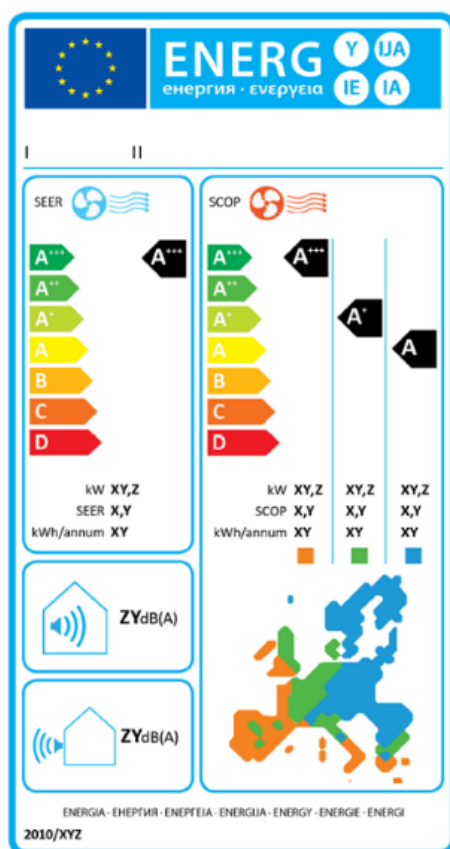 ENERG Y IJA
енергия · ενεργεια IE IA
I II
SEER
A+++ A+++
A++
A+
A
B
C
D
kW XY,Z
SEER X,Y
kWh/annum XY
SCOP
A+++ A+++
A++
A+ A+
A A
B
C
D
kW XY,Z XY,Z XY,Z
SCOP X,Y X,Y X,Y
kWh/annum XY XY XY
ZYdB(A)
ZYdB(A)
ENERGIA · ЕНЕРГИЯ · ΕΝΕΡΓΕΙΑ · ENERGIJA · ENERGY · ENERGIE · ENERGI
2010/XYZ